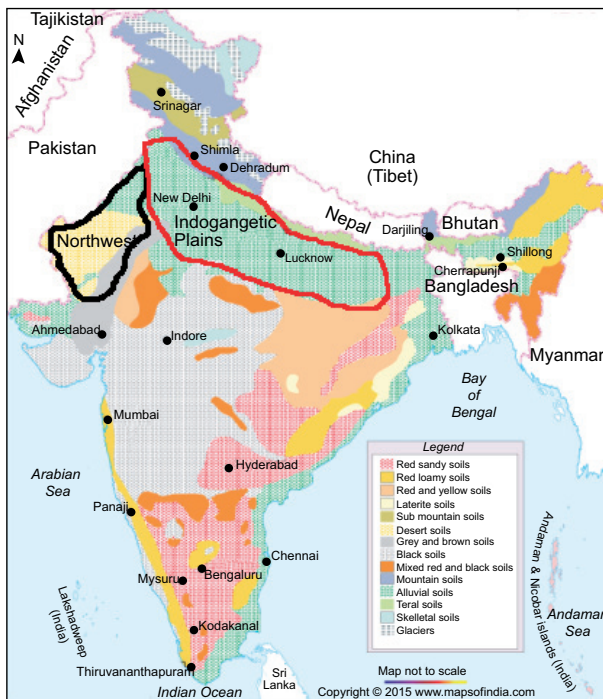 Tajikistan
N
Afghanistan
Srinagar
Pakistan
Shimla
China
(Tibet)
Dehradum
New Delhi
Nepal
Indogangetic
Plains
Northwest
Darjiling
Bhutan
Lucknow
Shillong
Cherrapunji
Bangladesh
Ahmedabad
Indore
Kolkata
Myanmar
Bay
of
Bengal
Mumbai
Hyderabad
Arabian
Sea
Panaji
Chennai
Bengaluru
Mysuru
Lakshadweep
(India)
Kodakanal
Thiruvananthapuram
Sri
Lanka
Indian Ocean
Legend
Red sandy soils
Red loamy soils
Red and yellow soils
Laterite soils
Sub mountain soils
Desert soils
Grey and brown soils
Black soils
Mixed red and black soils
Mountain soils
Alluvial soils
Teral soils
Skelletal soils
Glaciers
Andaman & Nicobar islands (India)
Andaman
Sea
Map not to scale
Copyright © 2015 www.mapsofindia.com